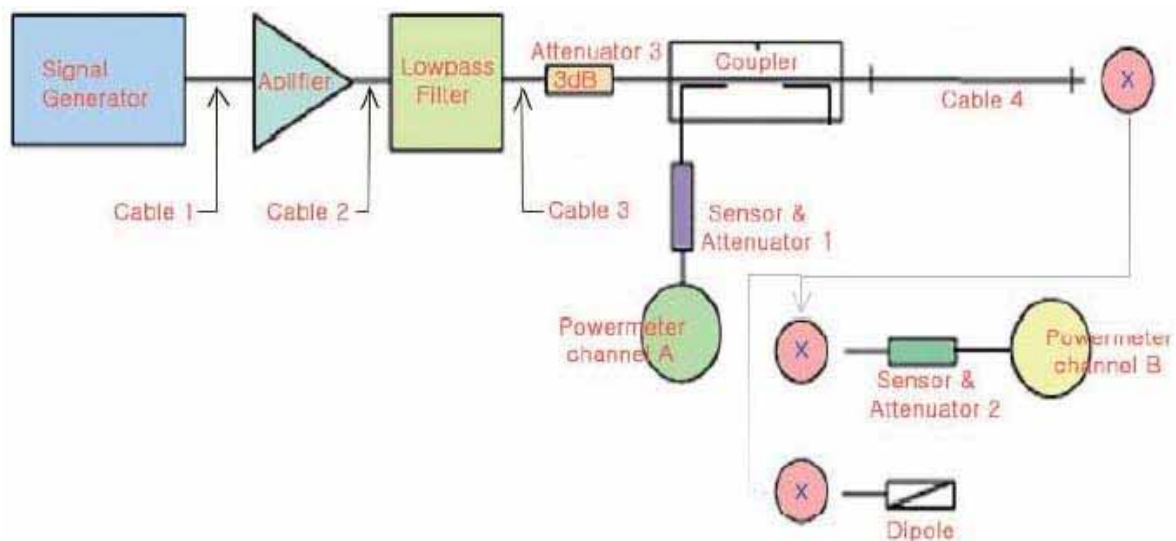 Signal
Generator
Aplifier
Lowpass
Filter
Attenuator 3
3dB
Coupler
Cable 4
X
Cable 1
Cable 2
Cable 3
Sensor &
Attenuator 1
Powermeter
channel A
X
Sensor &
Attenuator 2
Powermeter
channel B
X
Dipole